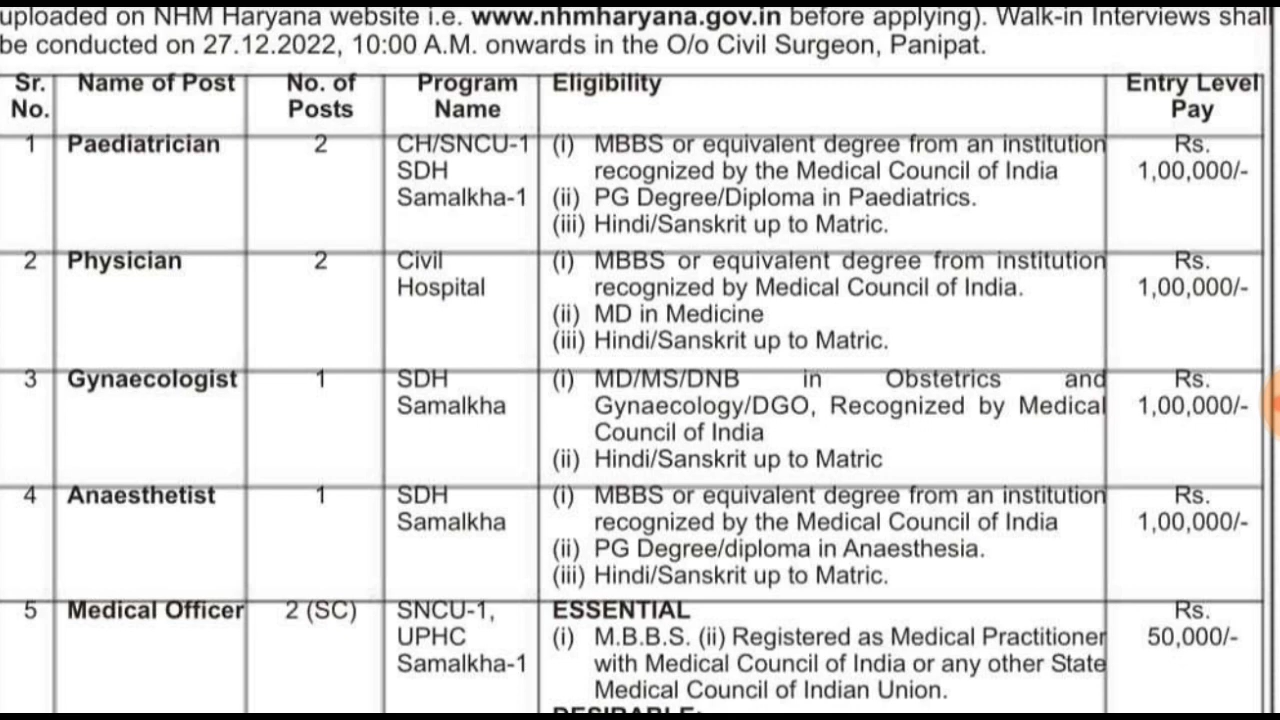 uploaded on NHM Haryana website i.e. www.nhmharyana.gov.in before applying). Walk-in Interviews shall
be conducted on 27.12.2022, 10:00 A.M. onwards in the O/o Civil Surgeon, Panipat.
Sr. No. Name of Post No. of Posts Program Name Eligibility Entry Level Pay
1 Paediatrician 2 CH/SNCU-1 (i) MBBS or equivalent degree from an institution Rs.
SDH recognized by the Medical Council of India 1,00,000/-
Samalkha-1 (ii) PG Degree/Diploma in Paediatrics.
(iii) Hindi/Sanskrit up to Matric.
2 Physician 2 Civil (i) MBBS or equivalent degree from institution Rs.
Hospital recognized by Medical Council of India. 1,00,000/-
(ii) MD in Medicine
(iii) Hindi/Sanskrit up to Matric.
3 Gynaecologist 1 SDH (i) MD/MS/DNB in Obstetrics and Rs.
Samalkha Gynaecology/DGO, Recognized by Medical 1,00,000/-
Council of India
(ii) Hindi/Sanskrit up to Matric
4 Anaesthetist 1 SDH (i) MBBS or equivalent degree from an institution Rs.
Samalkha recognized by the Medical Council of India 1,00,000/-
(ii) PG Degree/diploma in Anaesthesia.
(iii) Hindi/Sanskrit up to Matric.
5 Medical Officer 2 (SC) SNCU-1, ESSENTIAL Rs.
UPHC (i) M.B.B.S. (ii) Registered as Medical Practitioner 50,000/-
Samalkha-1 with Medical Council of India or any other State
Medical Council of Indian Union.
DESIRABLE: